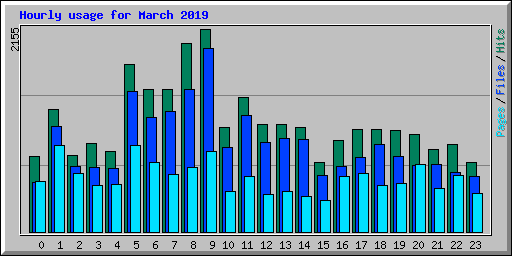 Hourly usage for March 2019
2155
Pages/Files/Hits
0 1 2 3 4 5 6 7 8 9 10 11 12 13 14 15 16 17 18 19 20 21 22 23